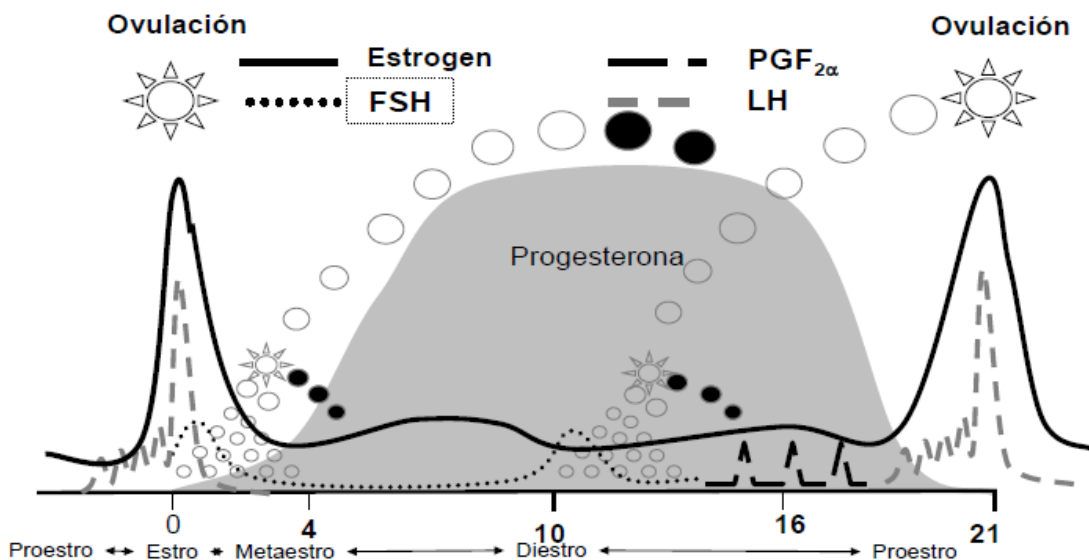 Ovulación
Ovulación
Estrogen
PGF2α
FSH
LH
Progesterona
0
4
10
16
21
Proestro
Estro
Metaestro
Diestro
Proestro